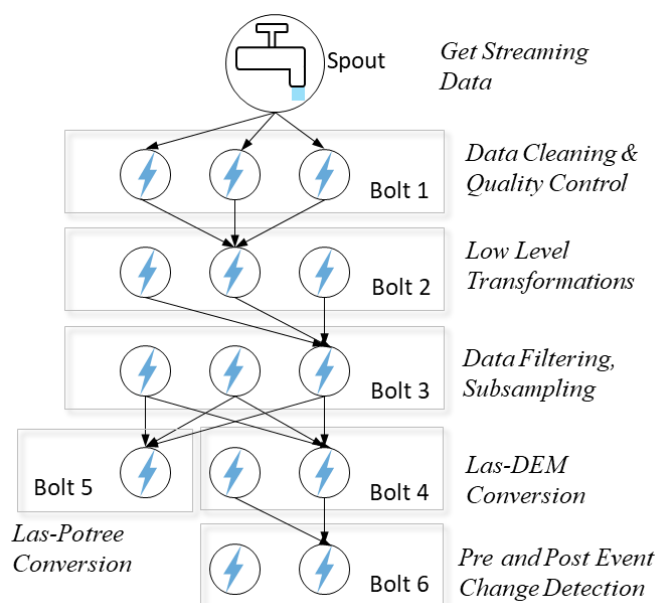 Spout
Get Streaming
Data
Data Cleaning &
Quality Control
Bolt 1
Low Level
Transformations
Bolt 2
Data Filtering,
Subsampling
Bolt 3
Bolt 5
Bolt 4
Las-DEM
Conversion
Las-Potree
Conversion
Pre and Post Event
Change Detection
Bolt 6